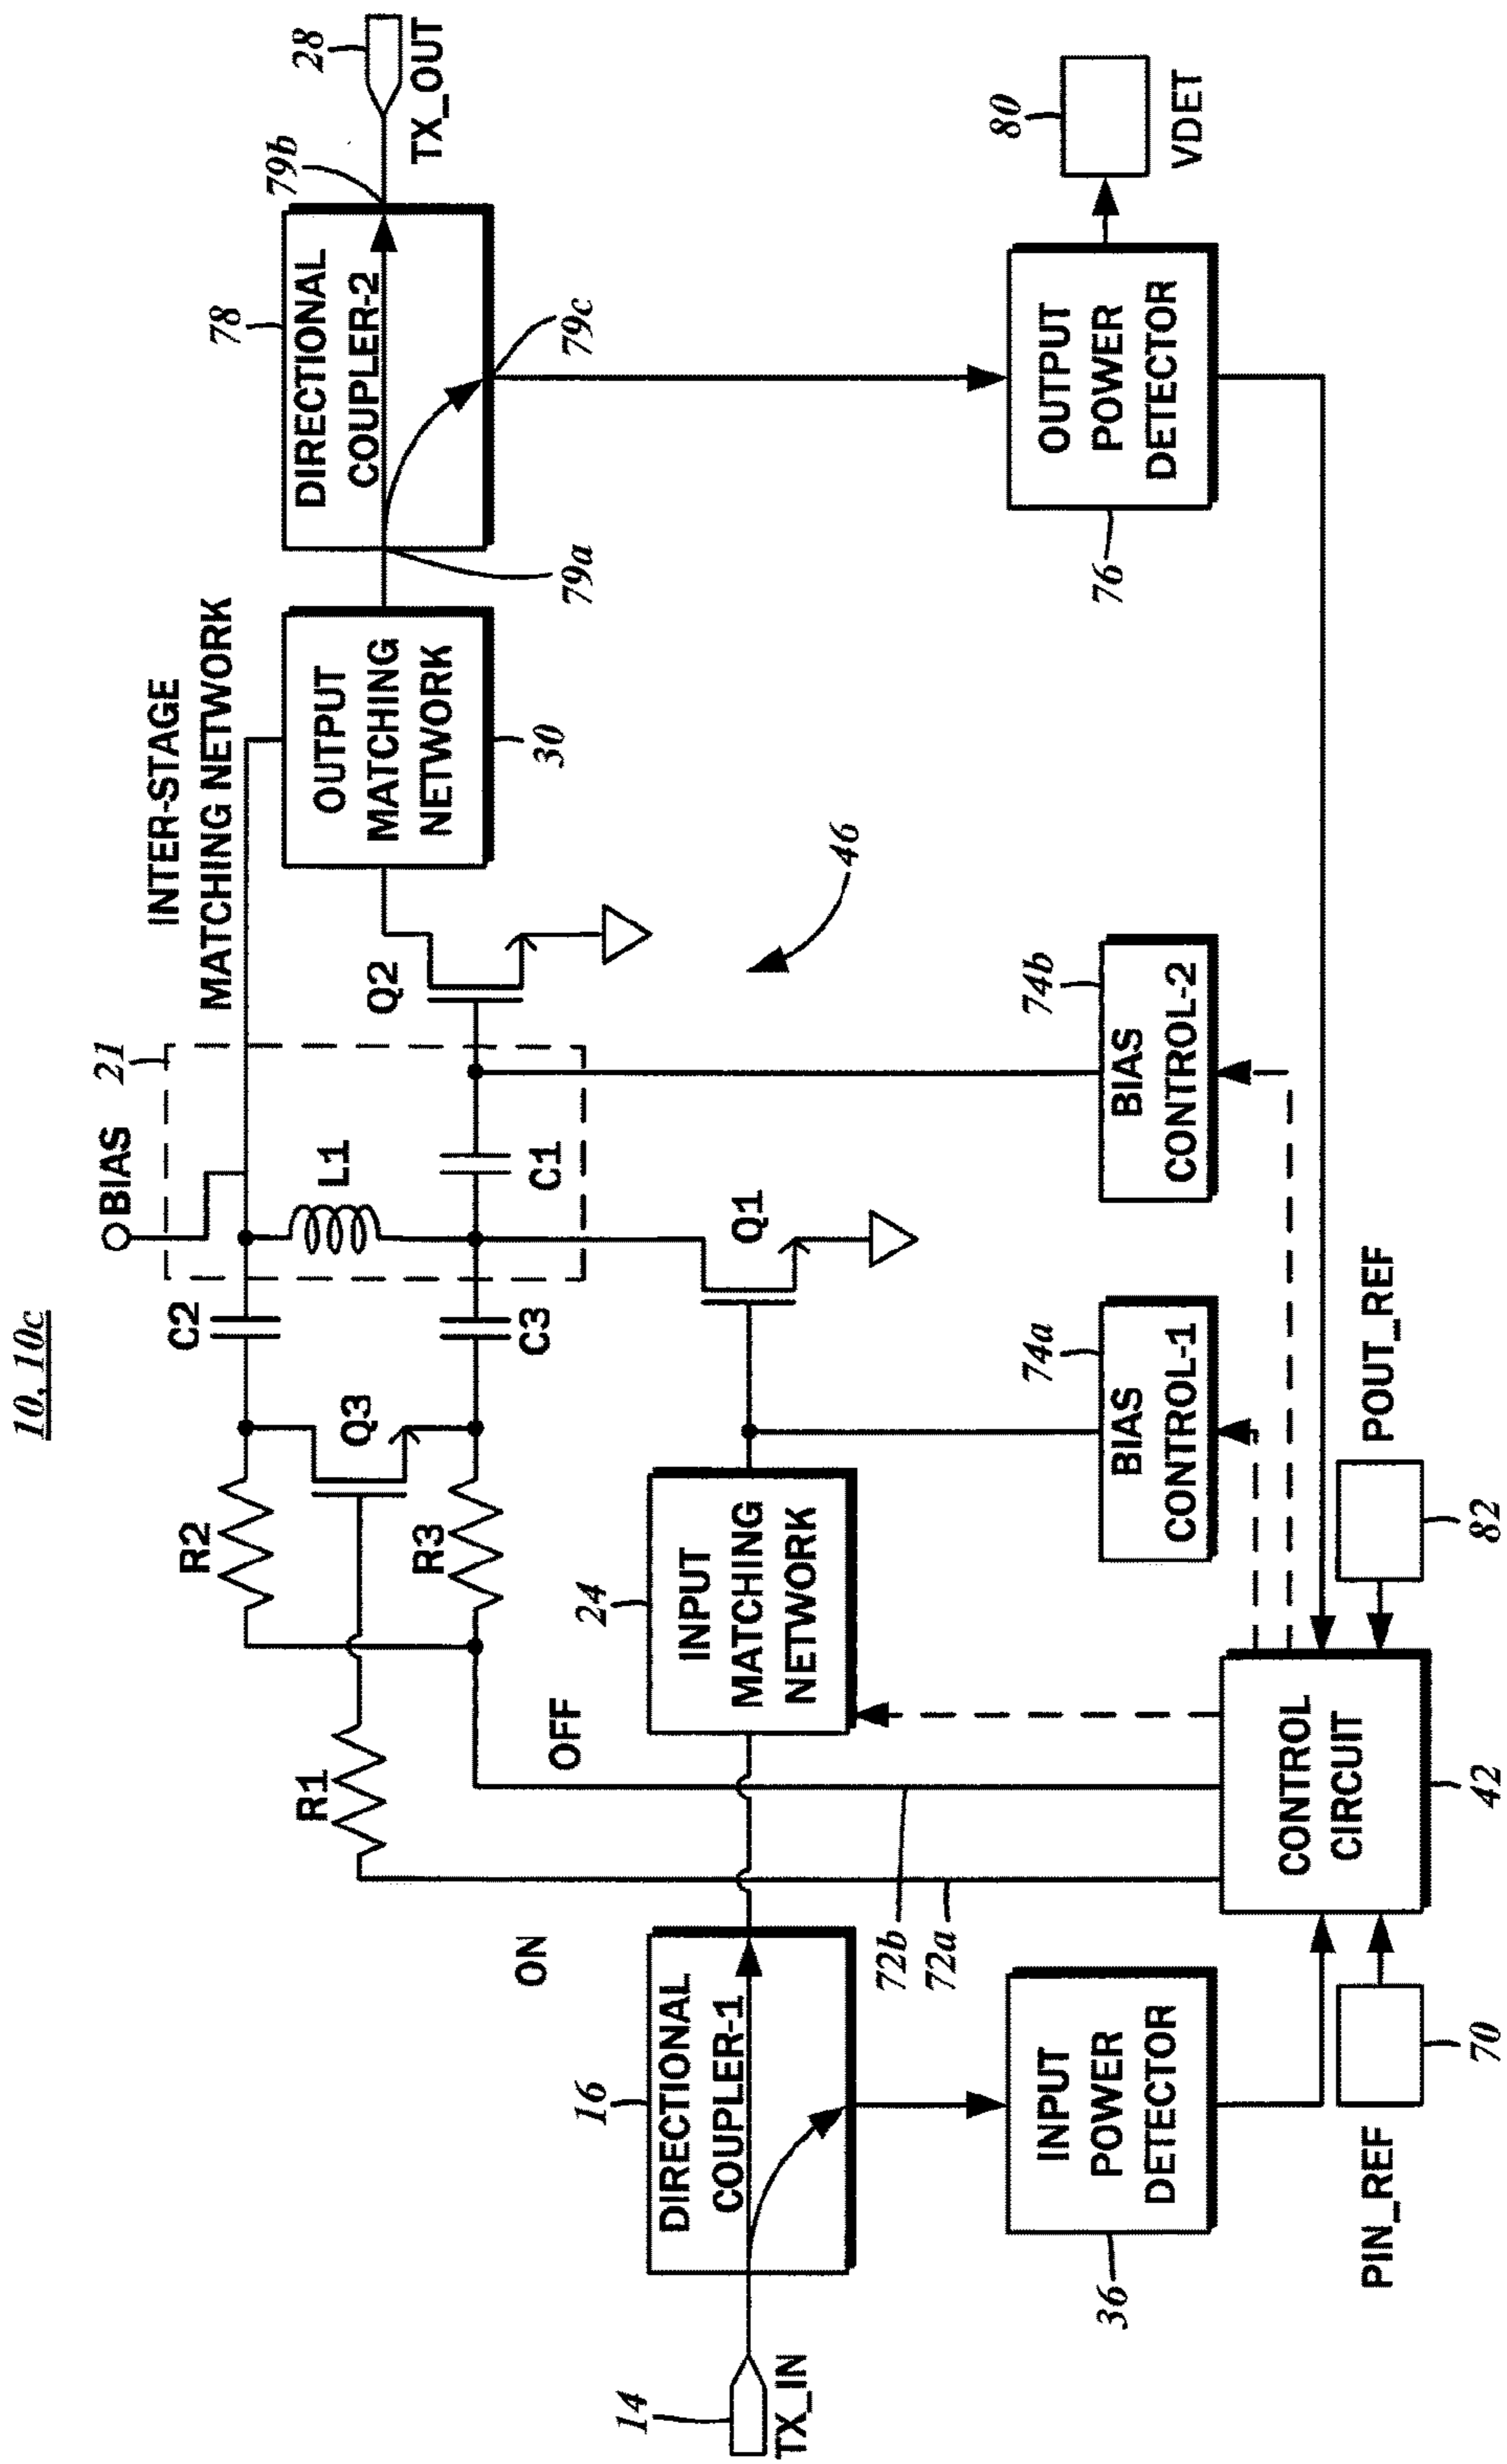 10, 10c
BIAS
21
INTER-STAGE
MATCHING NETWORK
C2
L1
R2
Q3
R1
R3
C3
C1
Q2
OUTPUT
MATCHING
NETWORK
30
78
DIRECTIONAL
COUPLER-2
79a
79b
79c
28
TX_OUT
ON
OFF
14
TX_IN
16
DIRECTIONAL
COUPLER-1
24
INPUT
MATCHING
NETWORK
Q1
46
72b
72a
36
INPUT
POWER
DETECTOR
74a
BIAS
CONTROL-1
74b
BIAS
CONTROL-2
76
OUTPUT
POWER
DETECTOR
80
VDET
PIN_REF
70
CONTROL
CIRCUIT
42
82
POUT_REF